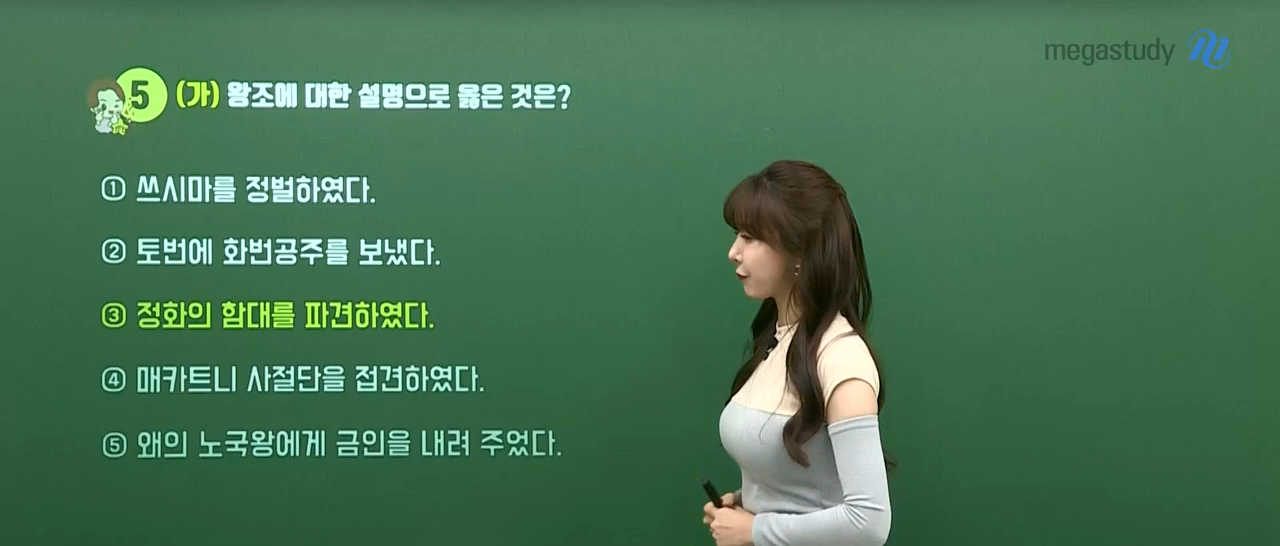 megastudy
5 (가) 왕조에 대한 설명으로 옳은 것은?
① 쓰시마를 정벌하였다.
② 토번에 화번공주를 보냈다.
③ 정화의 함대를 파견하였다.
④ 매카트니 사절단을 접견하였다.
⑤ 왜의 노국왕에게 금인을 내려 주었다.